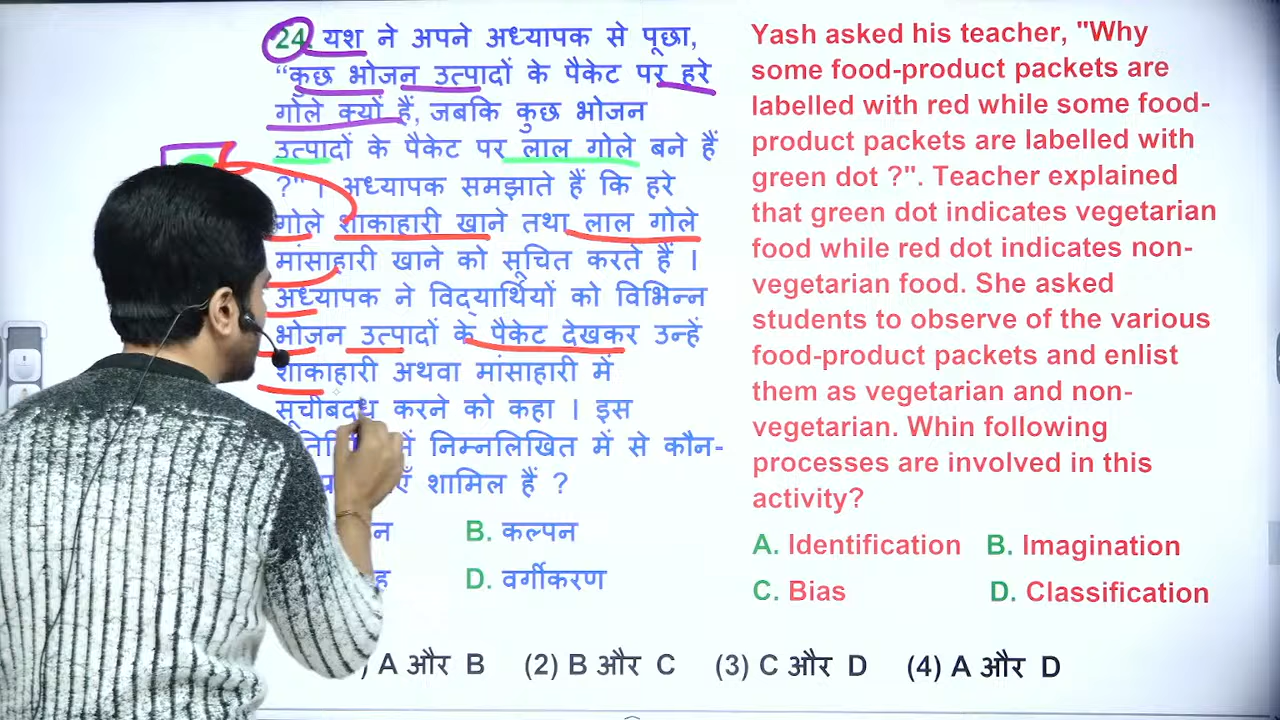 24. यश ने अपने अध्यापक से पूछा,
“कुछ भोजन उत्पादों के पैकेट पर हरे
गोले क्यों हैं, जबकि कुछ भोजन
उत्पादों के पैकेट पर लाल गोले बने हैं
?"। अध्यापक समझाते हैं कि हरे
गोले शाकाहारी खाने तथा लाल गोले
मांसाहारी खाने को सूचित करते हैं ।
अध्यापक ने विद्यार्थियों को विभिन्न
भोजन उत्पादों के पैकेट देखकर उन्हें
शाकाहारी अथवा मांसाहारी में
सूचीबद्ध करने को कहा । इस
में निम्नलिखित में से कौन-
शामिल हैं ?
B. कल्पन
D. वर्गीकरण
Yash asked his teacher, "Why
some food-product packets are
labelled with red while some food-
product packets are labelled with
green dot ?". Teacher explained
that green dot indicates vegetarian
food while red dot indicates non-
vegetarian food. She asked
students to observe of the various
food-product packets and enlist
them as vegetarian and non-
vegetarian. Whin following
processes are involved in this
activity?
A. Identification B. Imagination
C. Bias D. Classification
A और B (2) B और C (3) C और D (4) A और D